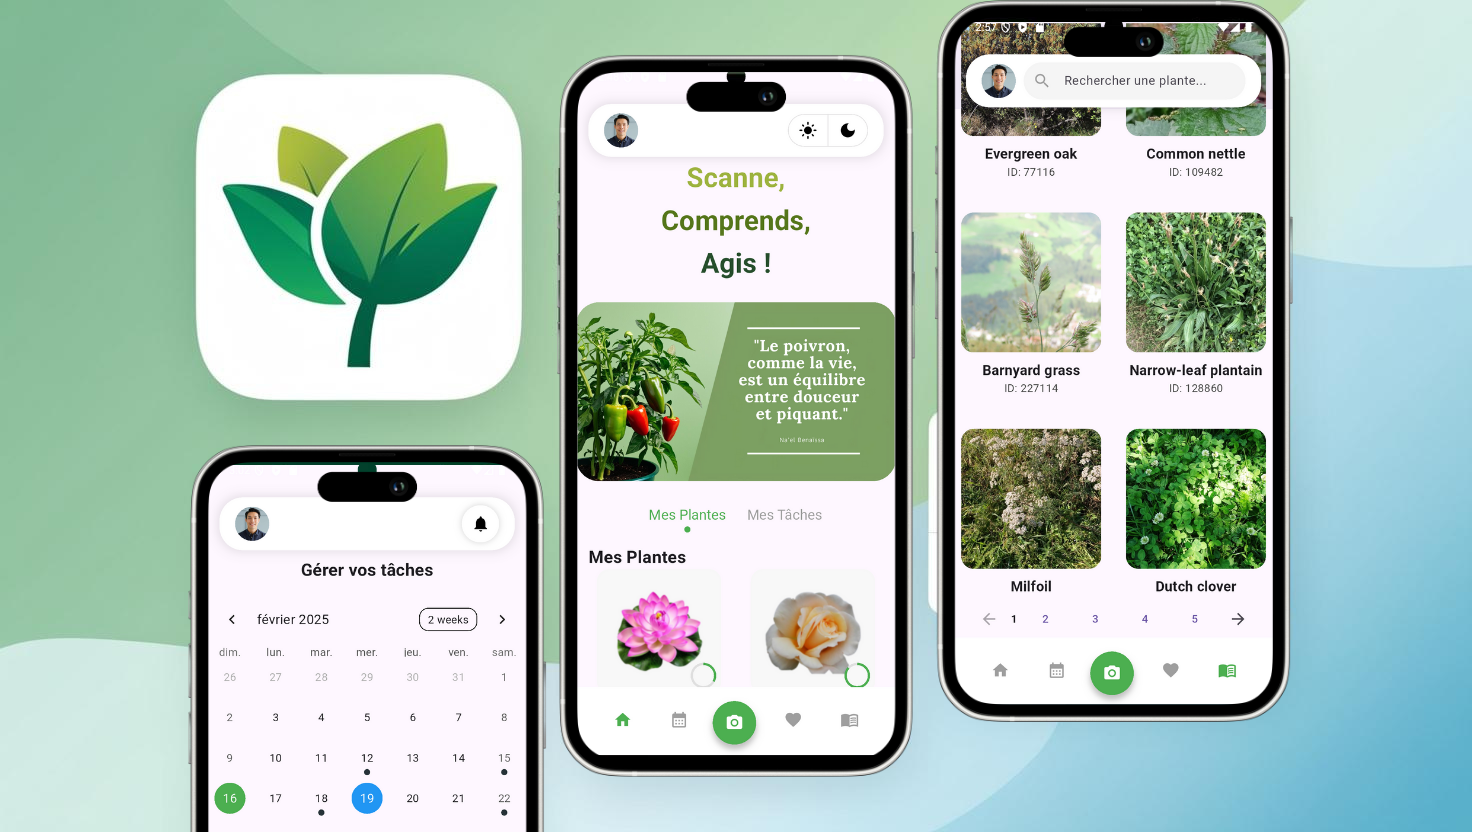 Gérer vos tâches
février 2025
2 weeks
dim. lun. mar. mer. jeu. ven. sam.
26 27 28 29 30 31 1
2 3 4 5 6 7 8
9 10 11 12 13 14 15
16 17 18 19 20 21 22
Scanne,
Comprends,
Agis !
"Le poivron,
comme la vie,
est un équilibre
entre douceur
et piquant."
Na'el Benaissa
Mes Plantes Mes Tâches
Mes Plantes
2:57
Rechercher une plante...
Evergreen oak Common nettle
ID: 77116 ID: 109482
Barnyard grass Narrow-leaf plantain
ID: 227114 ID: 128860
Milfoil Dutch clover
1 2 3 4 5